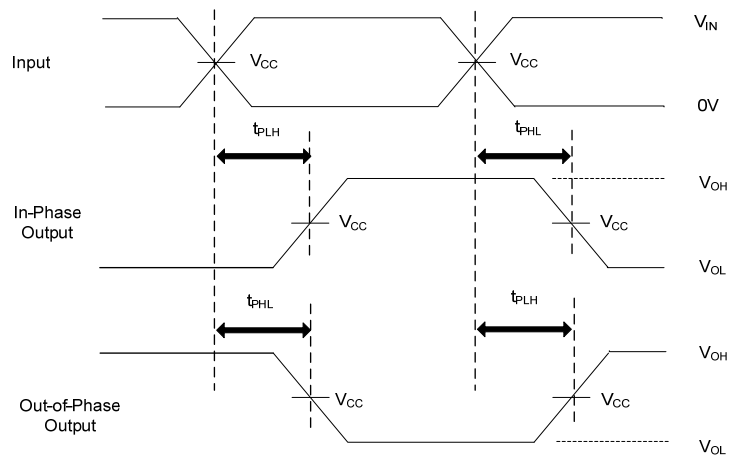 V_IN
Input
V_CC
V_CC
0V
t_PLH
t_PHL
V_OH
In-Phase
Output
V_CC
V_CC
V_OL
t_PHL
t_PLH
V_OH
Out-of-Phase
Output
V_CC
V_CC
V_OL